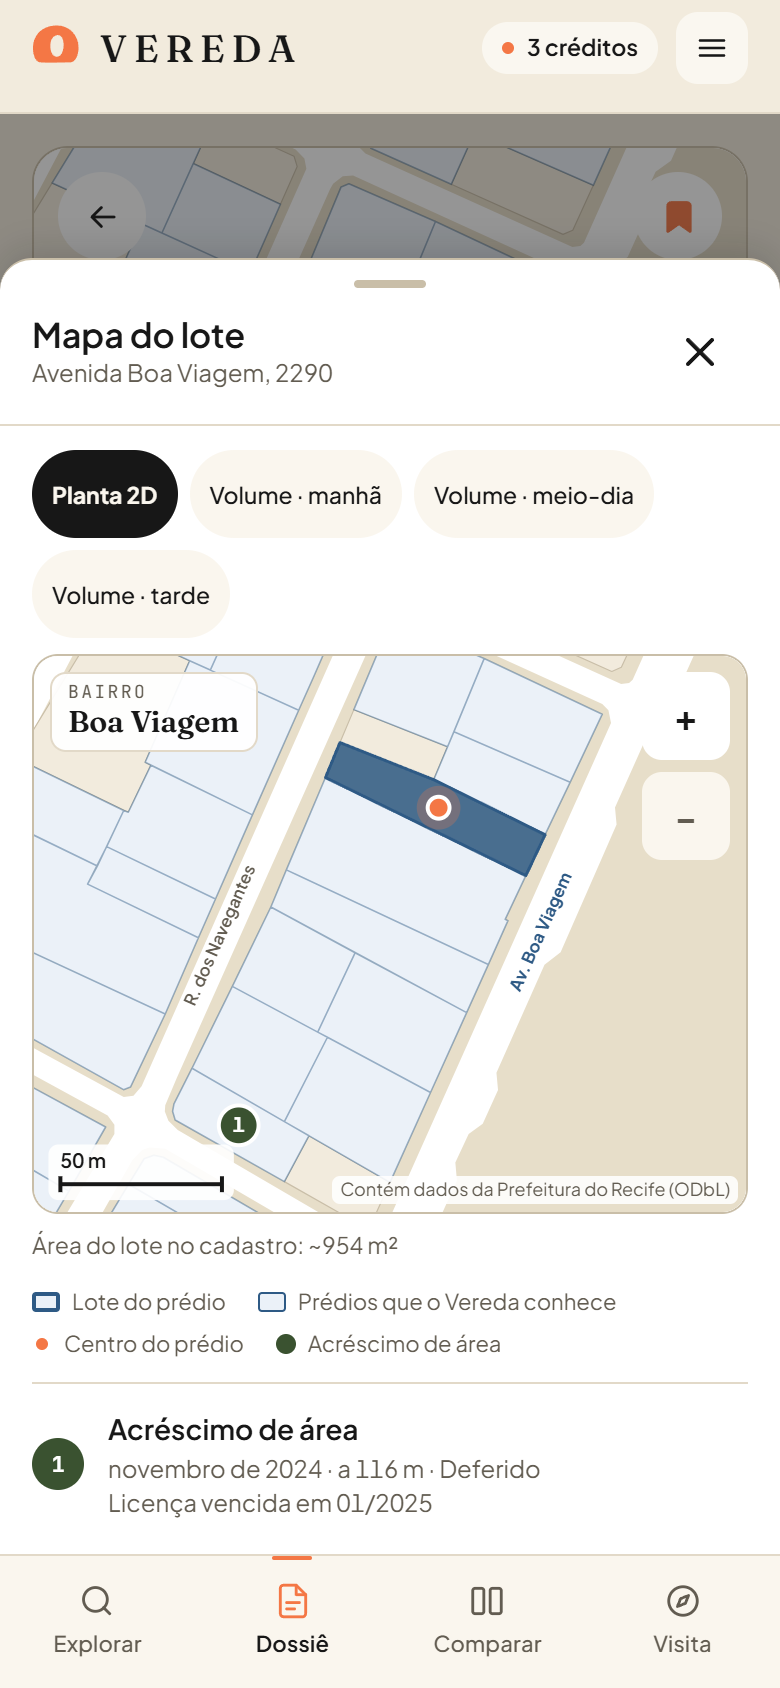 VEREDA
3 créditos
Mapa do lote
Avenida Boa Viagem, 2290
Planta 2D
Volume · manhã
Volume · meio-dia
Volume · tarde
BAIRRO
Boa Viagem
+
−
R. dos Navegantes
Av. Boa Viagem
1
50 m
Contém dados da Prefeitura do Recife (ODbL)
Área do lote no cadastro: ~954 m²
Lote do prédio
Prédios que o Vereda conhece
Centro do prédio
Acréscimo de área
1
Acréscimo de área
novembro de 2024 · a 116 m · Deferido
Licença vencida em 01/2025
Explorar
Dossiê
Comparar
Visita